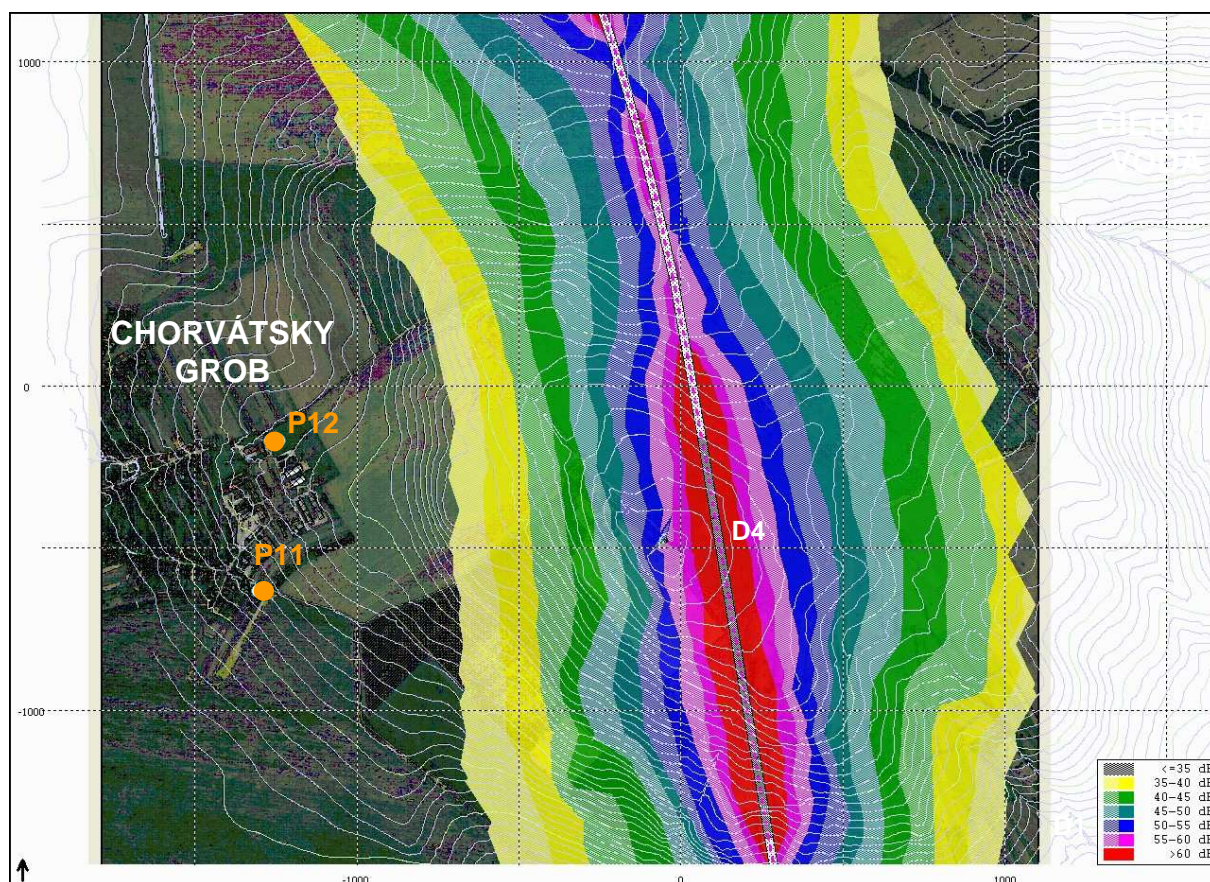 1000
CHORVÁTSKY
GROB
0
P12
D4
P11
-1000
<=35 dB
35-40 dB
40-45 dB
45-50 dB
50-55 dB
55-60 dB
>60 dB
-1000
0
1000